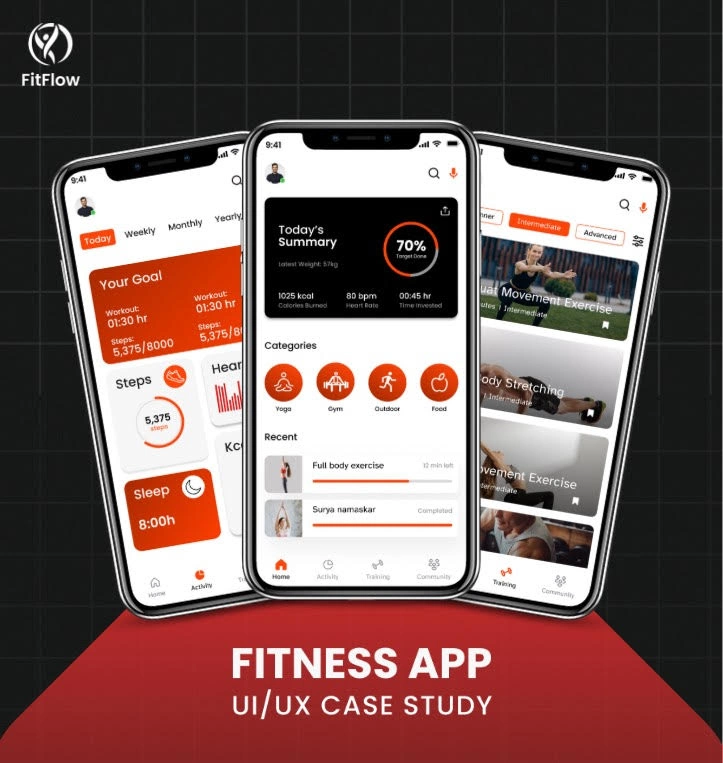 FitFlow
9:41
Today
Weekly
Monthly
Yearly
Your Goal
Workout:
01:30 hr
Workout:
01:30 hr
Steps:
5,375/8000
Steps:
5,375/80
Steps
5,375
steps
Hear
Kc
Sleep
8:00h
Home
Activity
9:41
Today's
Summary
Latest Weight: 57kg
70%
Target Done
1025 kcal
Calories Burned
80 bpm
Heart Rate
00:45 hr
Time Invested
Categories
Yoga
Gym
Outdoor
Food
Recent
Full body exercise
12 min left
Surya namaskar
Completed
Home
Activity
Training
Community
nner
Intermediate
Advanced
uat Movement Exercise
nutes | Intermediate
ody Stretching
| Intermediate
ovement Exercise
ntermediate
Training
Community
FITNESS APP
UI/UX CASE STUDY